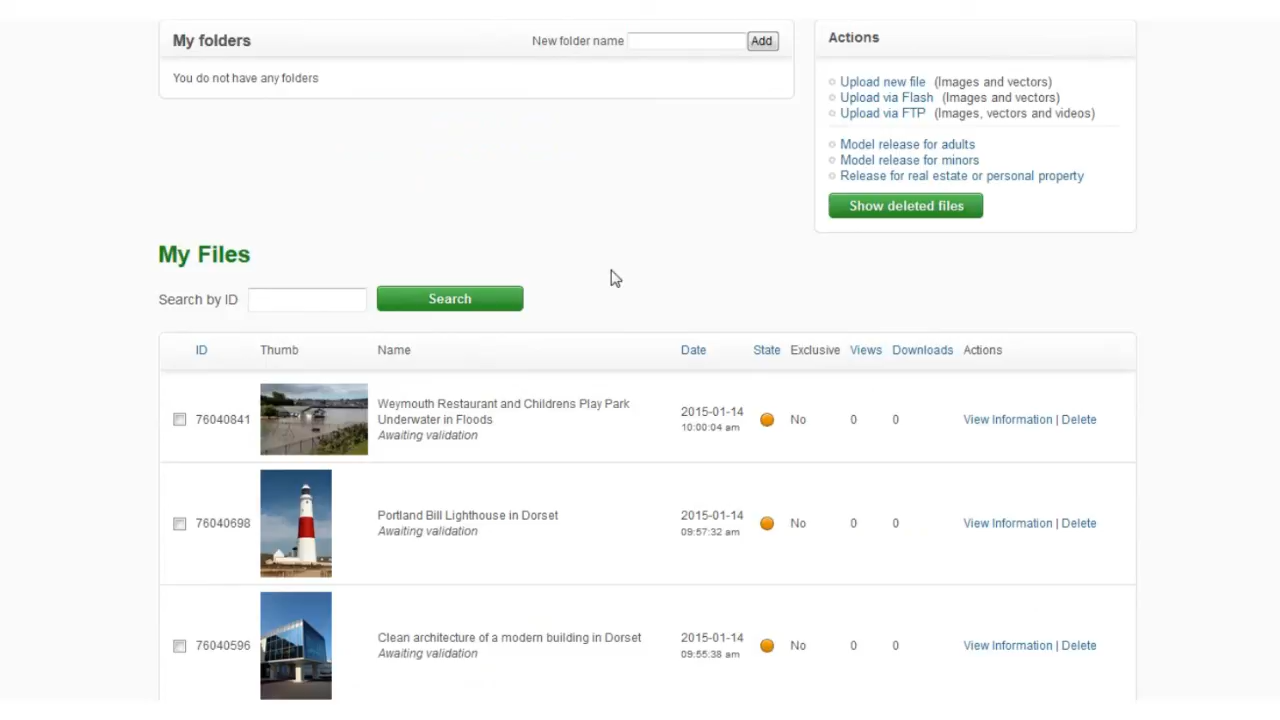 My folders
New folder name Add
You do not have any folders
Actions
Upload new file (Images and vectors)
Upload via Flash (Images and vectors)
Upload via FTP (Images, vectors and videos)
Model release for adults
Model release for minors
Release for real estate or personal property
Show deleted files
My Files
Search by ID Search
ID Thumb Name Date State Exclusive Views Downloads Actions
76040841 Weymouth Restaurant and Childrens Play Park 2015-01-14 No 0 0 View Information | Delete
Underwater in Floods 10:00:04 am
Awaiting validation
76040698 Portland Bill Lighthouse in Dorset 2015-01-14 No 0 0 View Information | Delete
Awaiting validation 09:57:32 am
76040596 Clean architecture of a modern building in Dorset 2015-01-14 No 0 0 View Information | Delete
Awaiting validation 09:55:38 am